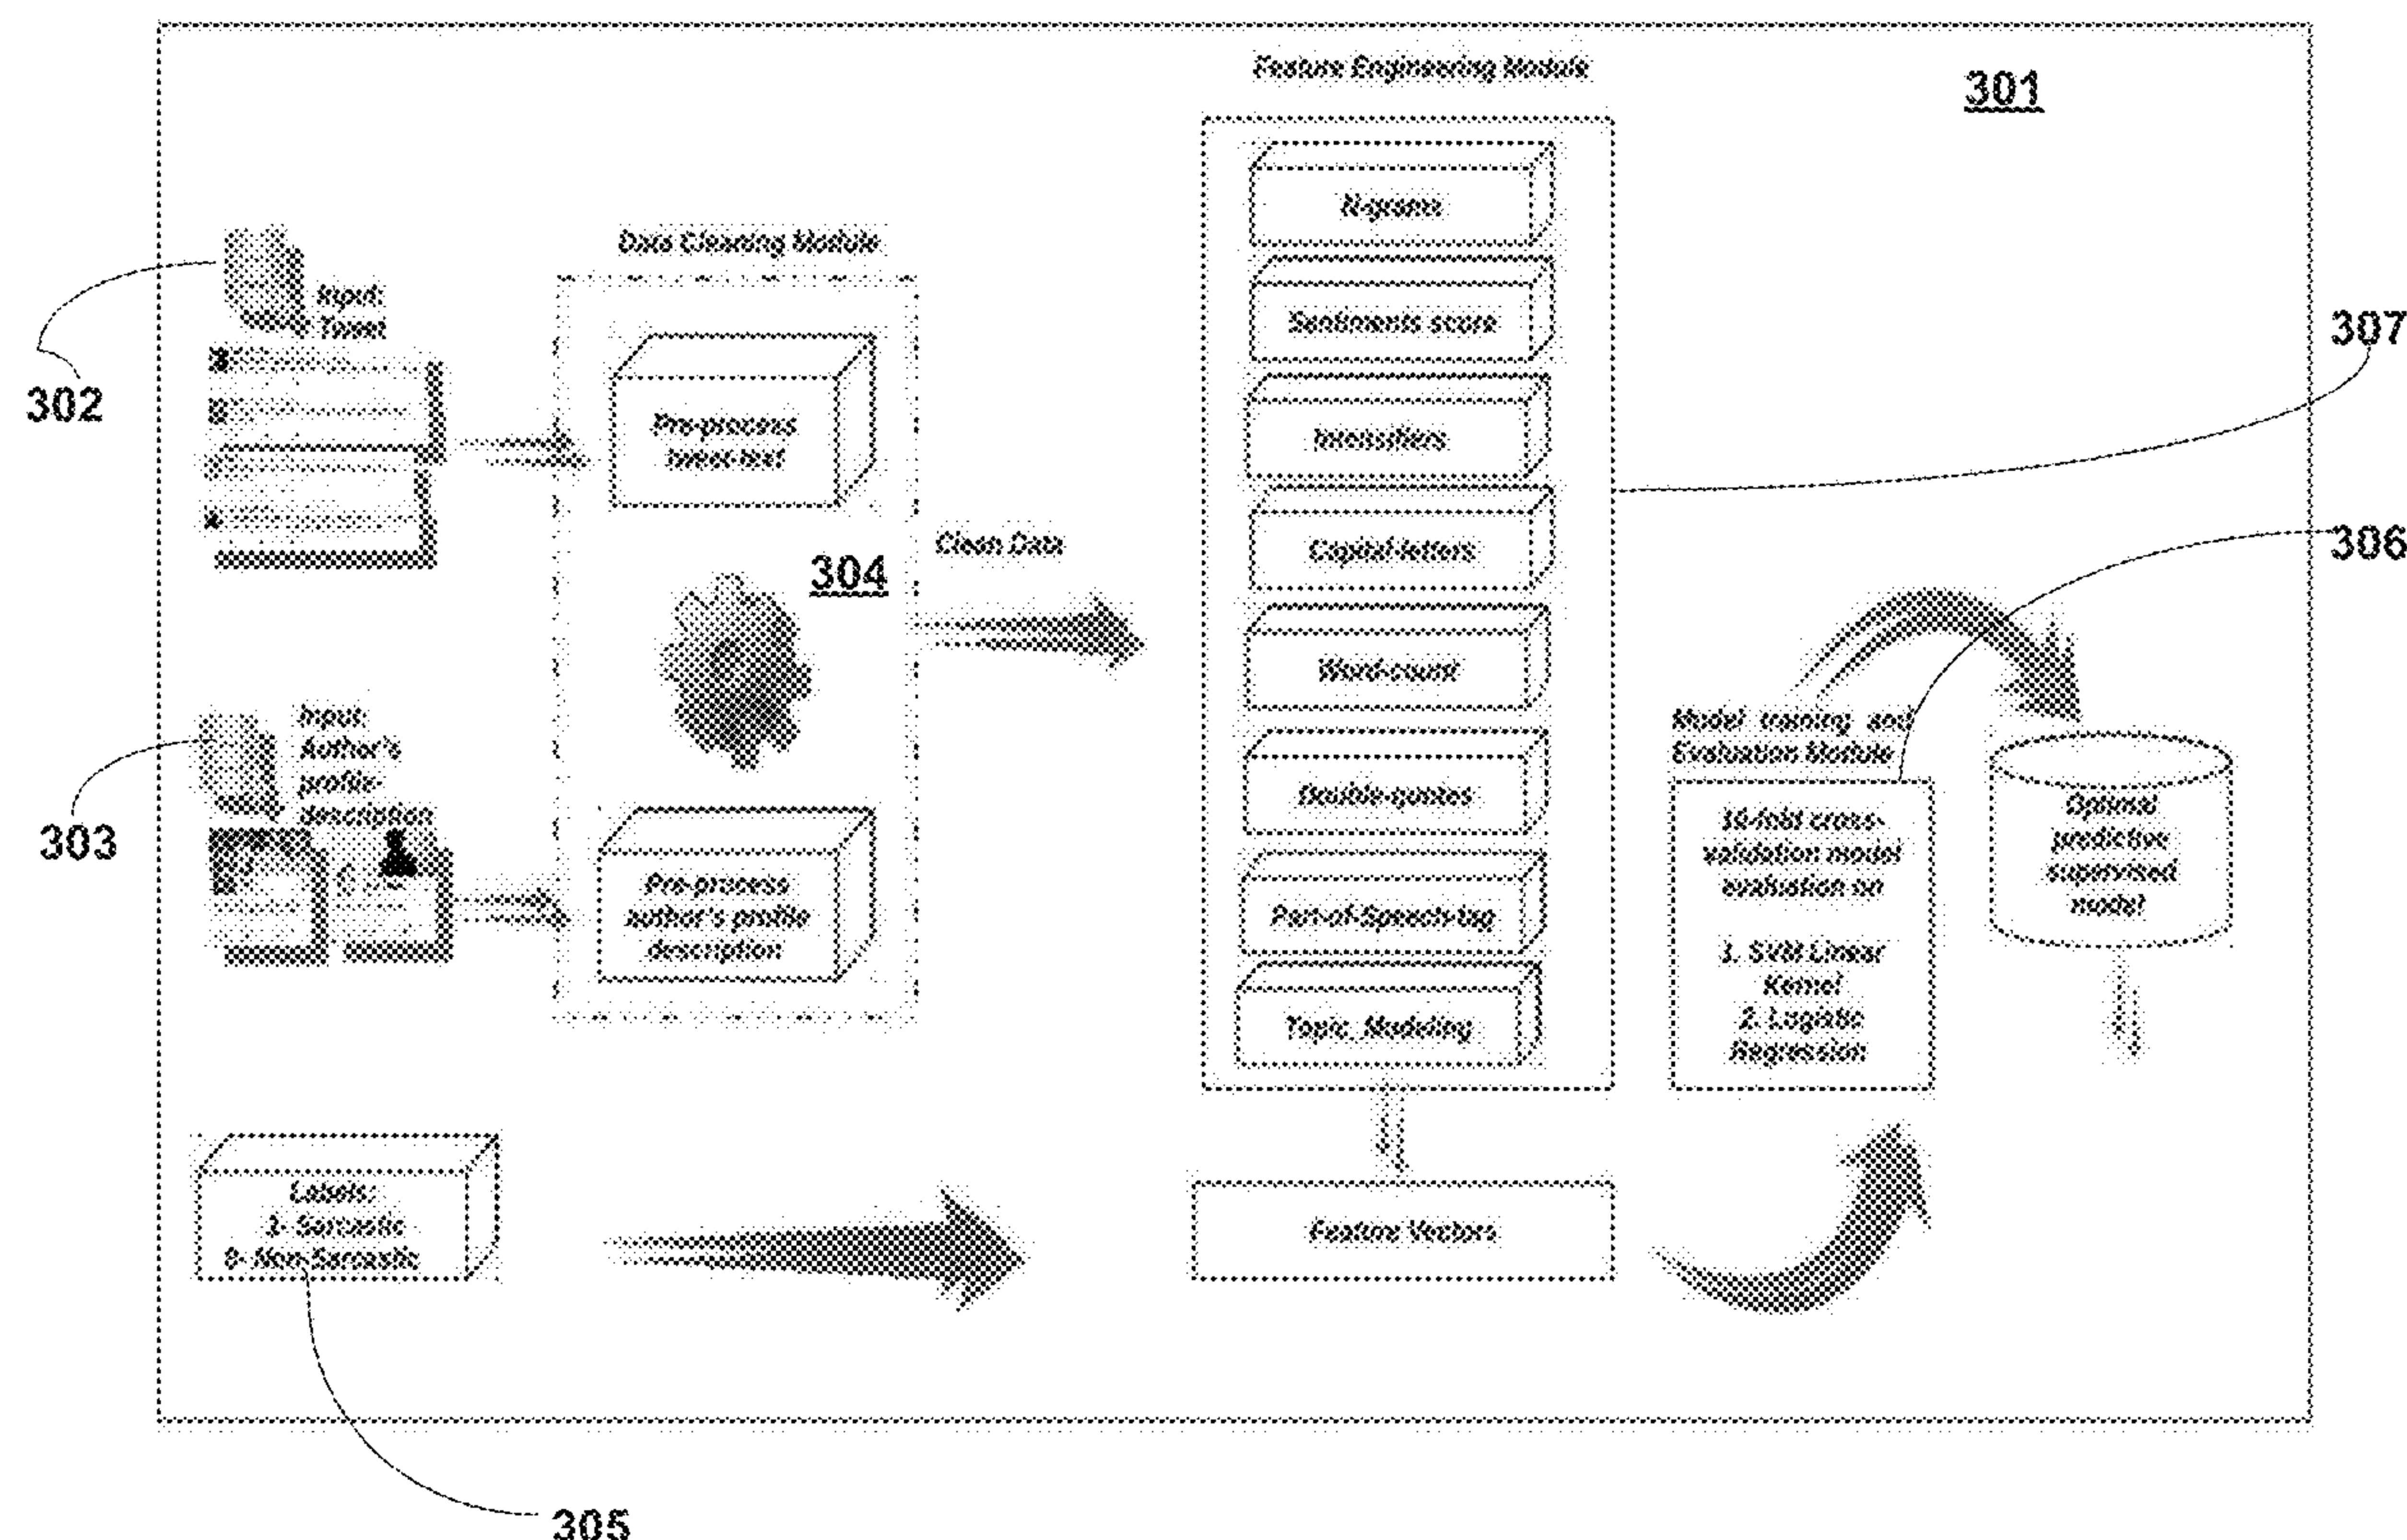 Feature Engineering Module
301
N-grams
Sentiments score
Intensifiers
Capital-letters
Word-count
Double-quotes
Part-of-Speech-tag
Topic_Modeling
307
306
Data Cleaning Module
Input
Tweet
302
Pre-process
tweet-text
304
Clean Data
Input
Author's
profile
description
303
Pre-process
author's profile
description
Model training and
Evaluation Module
10-fold cross-
validation model
evaluation on
1. SVM Linear
Kernel
2. Logistic
Regression
Optimal
predictive
supervised
model
Labels:
1- Sarcastic
0- Non-Sarcastic
Feature Vectors
305